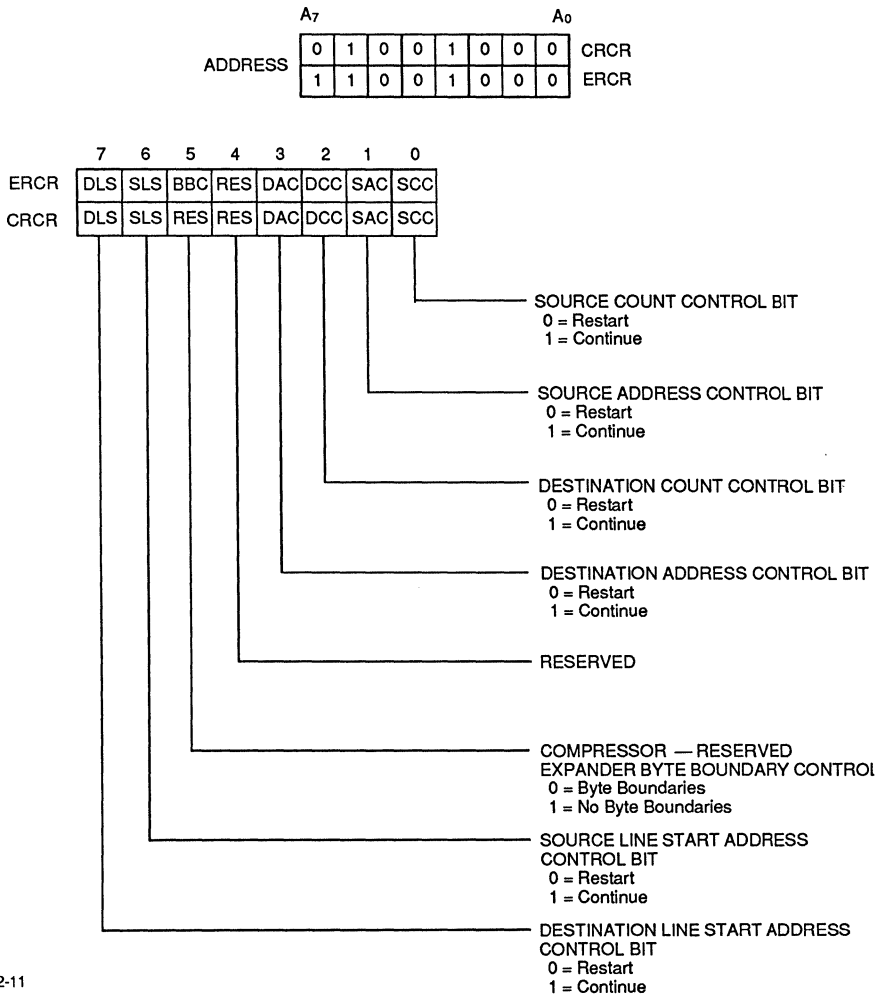 A7 A0
ADDRESS
0 1 0 0 1 0 0 0 CRCR
1 1 0 0 1 0 0 0 ERCR
7 6 5 4 3 2 1 0
ERCR DLS SLS BBC RES DAC DCC SAC SCC
CRCR DLS SLS RES RES DAC DCC SAC SCC
SOURCE COUNT CONTROL BIT
0 = Restart
1 = Continue
SOURCE ADDRESS CONTROL BIT
0 = Restart
1 = Continue
DESTINATION COUNT CONTROL BIT
0 = Restart
1 = Continue
DESTINATION ADDRESS CONTROL BIT
0 = Restart
1 = Continue
RESERVED
COMPRESSOR — RESERVED
EXPANDER BYTE BOUNDARY CONTROL
0 = Byte Boundaries
1 = No Byte Boundaries
SOURCE LINE START ADDRESS
CONTROL BIT
0 = Restart
1 = Continue
DESTINATION LINE START ADDRESS
CONTROL BIT
0 = Restart
1 = Continue
2-11